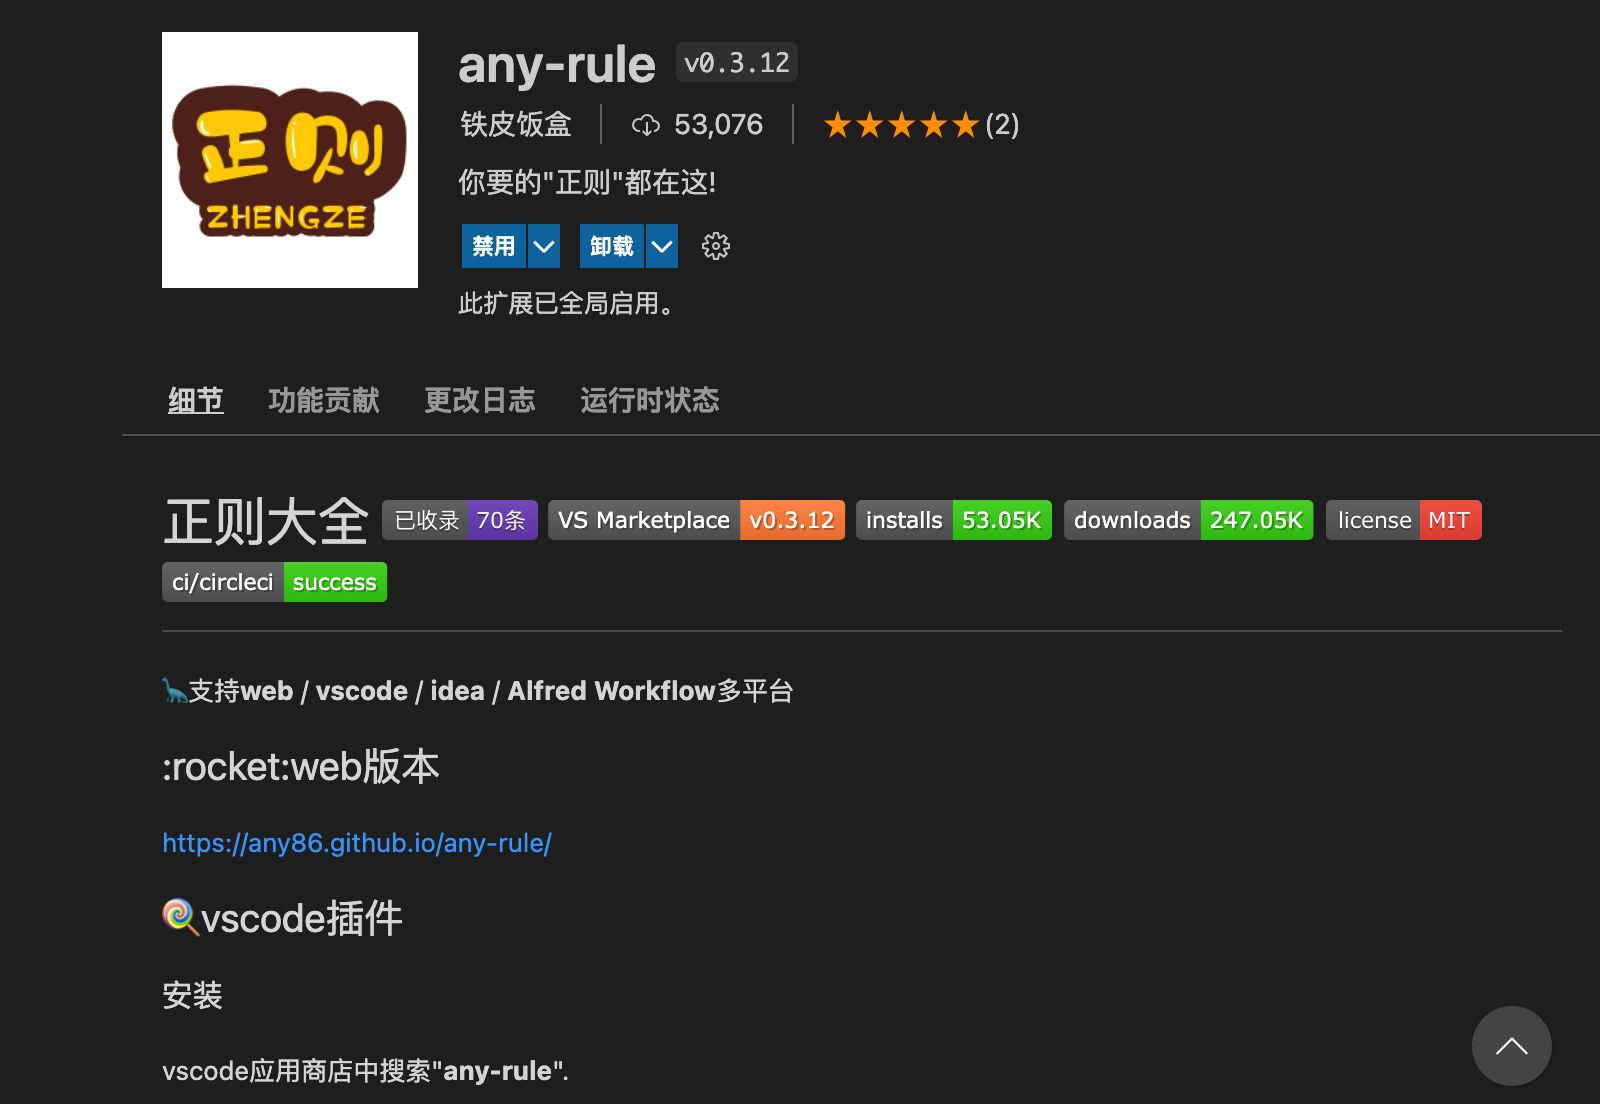 正则
ZHENGZE
any-rule v0.3.12
铁皮饭盒 53,076 ★★★★★(2)
你要的"正则"都在这!
禁用 卸载
此扩展已全局启用。
细节 功能贡献 更改日志 运行时状态
正则大全 已收录 70条 VS Marketplace v0.3.12 installs 53.05K downloads 247.05K license MIT
ci/circleci success
🦕支持web / vscode / idea / Alfred Workflow多平台
:rocket:web版本
https://any86.github.io/any-rule/
🍭vscode插件
安装
vscode应用商店中搜索"any-rule".